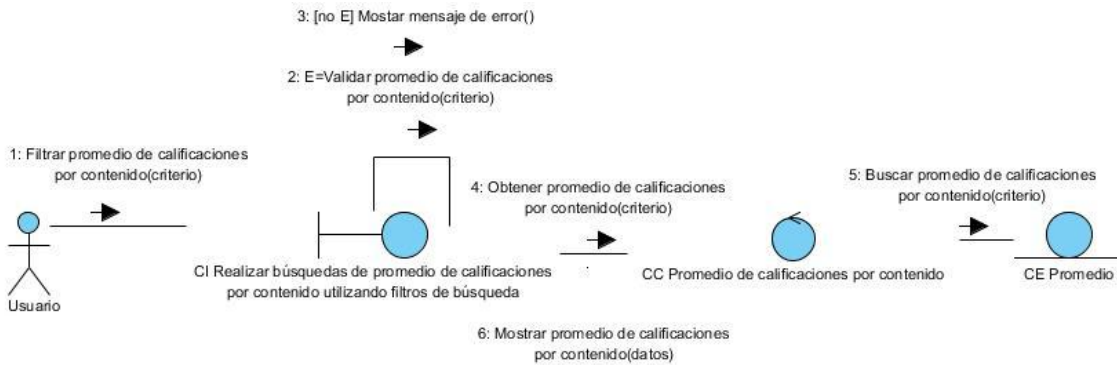 3: [no E] Mostar mensaje de error()
2: E=Validar promedio de calificaciones
por contenido(criterio)
1: Filtrar promedio de calificaciones
por contenido(criterio)
4: Obtener promedio de calificaciones
por contenido(criterio)
5: Buscar promedio de calificaciones
por contenido(criterio)
Usuario
CI Realizar búsquedas de promedio de calificaciones
por contenido utilizando filtros de búsqueda
CC Promedio de calificaciones por contenido
CE Promedio
6: Mostrar promedio de calificaciones
por contenido(datos)